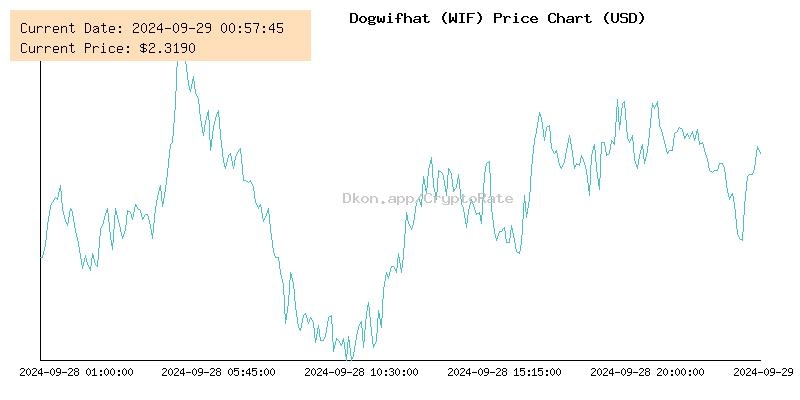 Dogwifhat (WIF) Price Chart (USD)
Current Date: 2024-09-29 00:57:45
Current Price: $2.3190
Dkon.app/CryptoRate
2024-09-28 01:00:00
2024-09-28 05:45:00
2024-09-28 10:30:00
2024-09-28 15:15:00
2024-09-28 20:00:00
2024-09-29